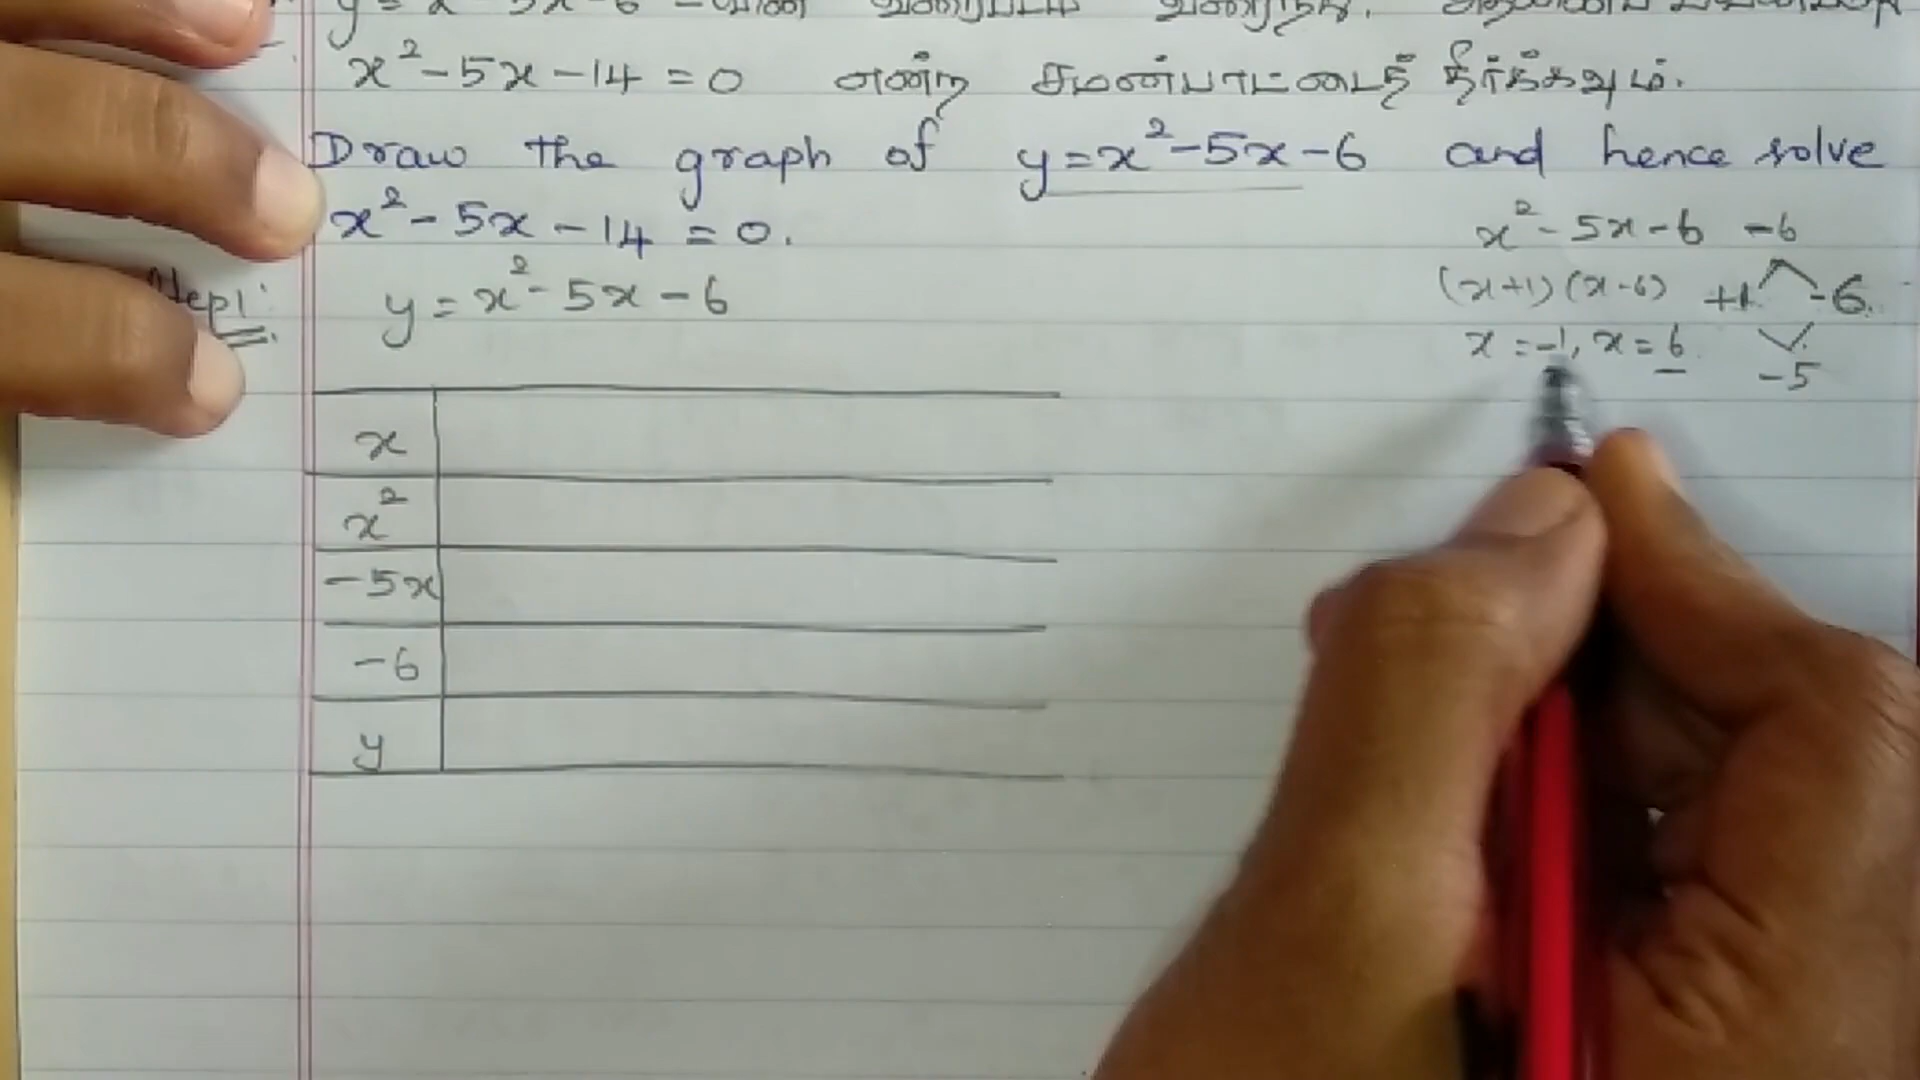 x² - 5x - 14 = 0 என்ற சமன்பாட்டைத் தீர்க்கவும்.
Draw the graph of y = x² - 5x - 6 and hence solve
x² - 5x - 14 = 0.
x² - 5x - 6 -6
(x+1) (x-6) +1 -6
x = -1, x = 6
-5
Step1: y = x² - 5x - 6
x
x²
-5x
-6
y